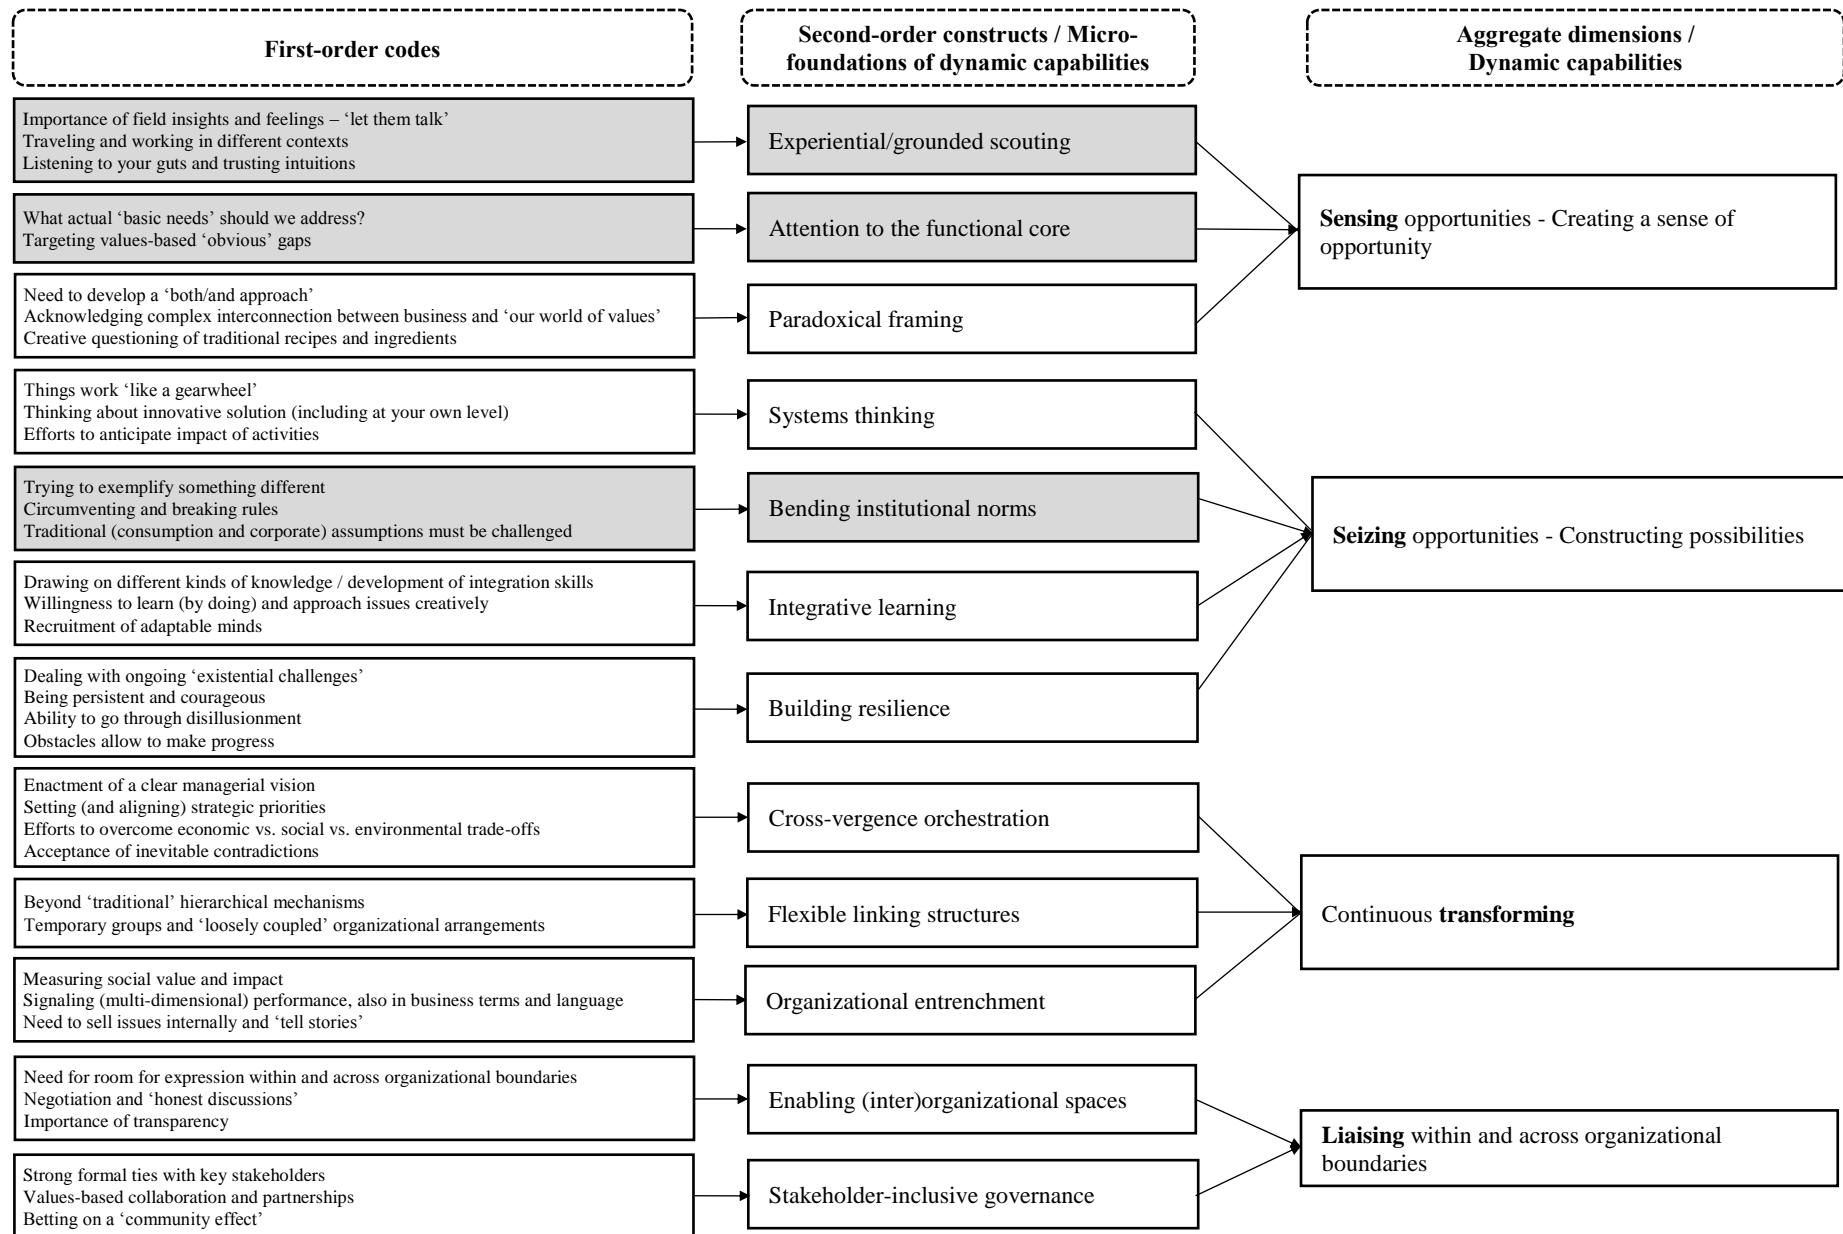 First-order codes
Second-order constructs / Micro-
foundations of dynamic capabilities
Aggregate dimensions /
Dynamic capabilities
Importance of field insights and feelings – ‘let them talk’
Traveling and working in different contexts
Listening to your guts and trusting intuitions
Experiential/grounded scouting
What actual ‘basic needs’ should we address?
Targeting values-based ‘obvious’ gaps
Attention to the functional core
Need to develop a ‘both/and approach’
Acknowledging complex interconnection between business and ‘our world of values’
Creative questioning of traditional recipes and ingredients
Paradoxical framing
Sensing opportunities - Creating a sense of
opportunity
Things work ‘like a gearwheel’
Thinking about innovative solution (including at your own level)
Efforts to anticipate impact of activities
Systems thinking
Trying to exemplify something different
Circumventing and breaking rules
Traditional (consumption and corporate) assumptions must be challenged
Bending institutional norms
Drawing on different kinds of knowledge / development of integration skills
Willingness to learn (by doing) and approach issues creatively
Recruitment of adaptable minds
Integrative learning
Dealing with ongoing ‘existential challenges’
Being persistent and courageous
Ability to go through disillusionment
Obstacles allow to make progress
Building resilience
Seizing opportunities - Constructing possibilities
Enactment of a clear managerial vision
Setting (and aligning) strategic priorities
Efforts to overcome economic vs. social vs. environmental trade-offs
Acceptance of inevitable contradictions
Cross-vergence orchestration
Beyond ‘traditional’ hierarchical mechanisms
Temporary groups and ‘loosely coupled’ organizational arrangements
Flexible linking structures
Measuring social value and impact
Signaling (multi-dimensional) performance, also in business terms and language
Need to sell issues internally and ‘tell stories’
Organizational entrenchment
Continuous transforming
Need for room for expression within and across organizational boundaries
Negotiation and ‘honest discussions’
Importance of transparency
Enabling (inter)organizational spaces
Strong formal ties with key stakeholders
Values-based collaboration and partnerships
Betting on a ‘community effect’
Stakeholder-inclusive governance
Liaising within and across organizational
boundaries